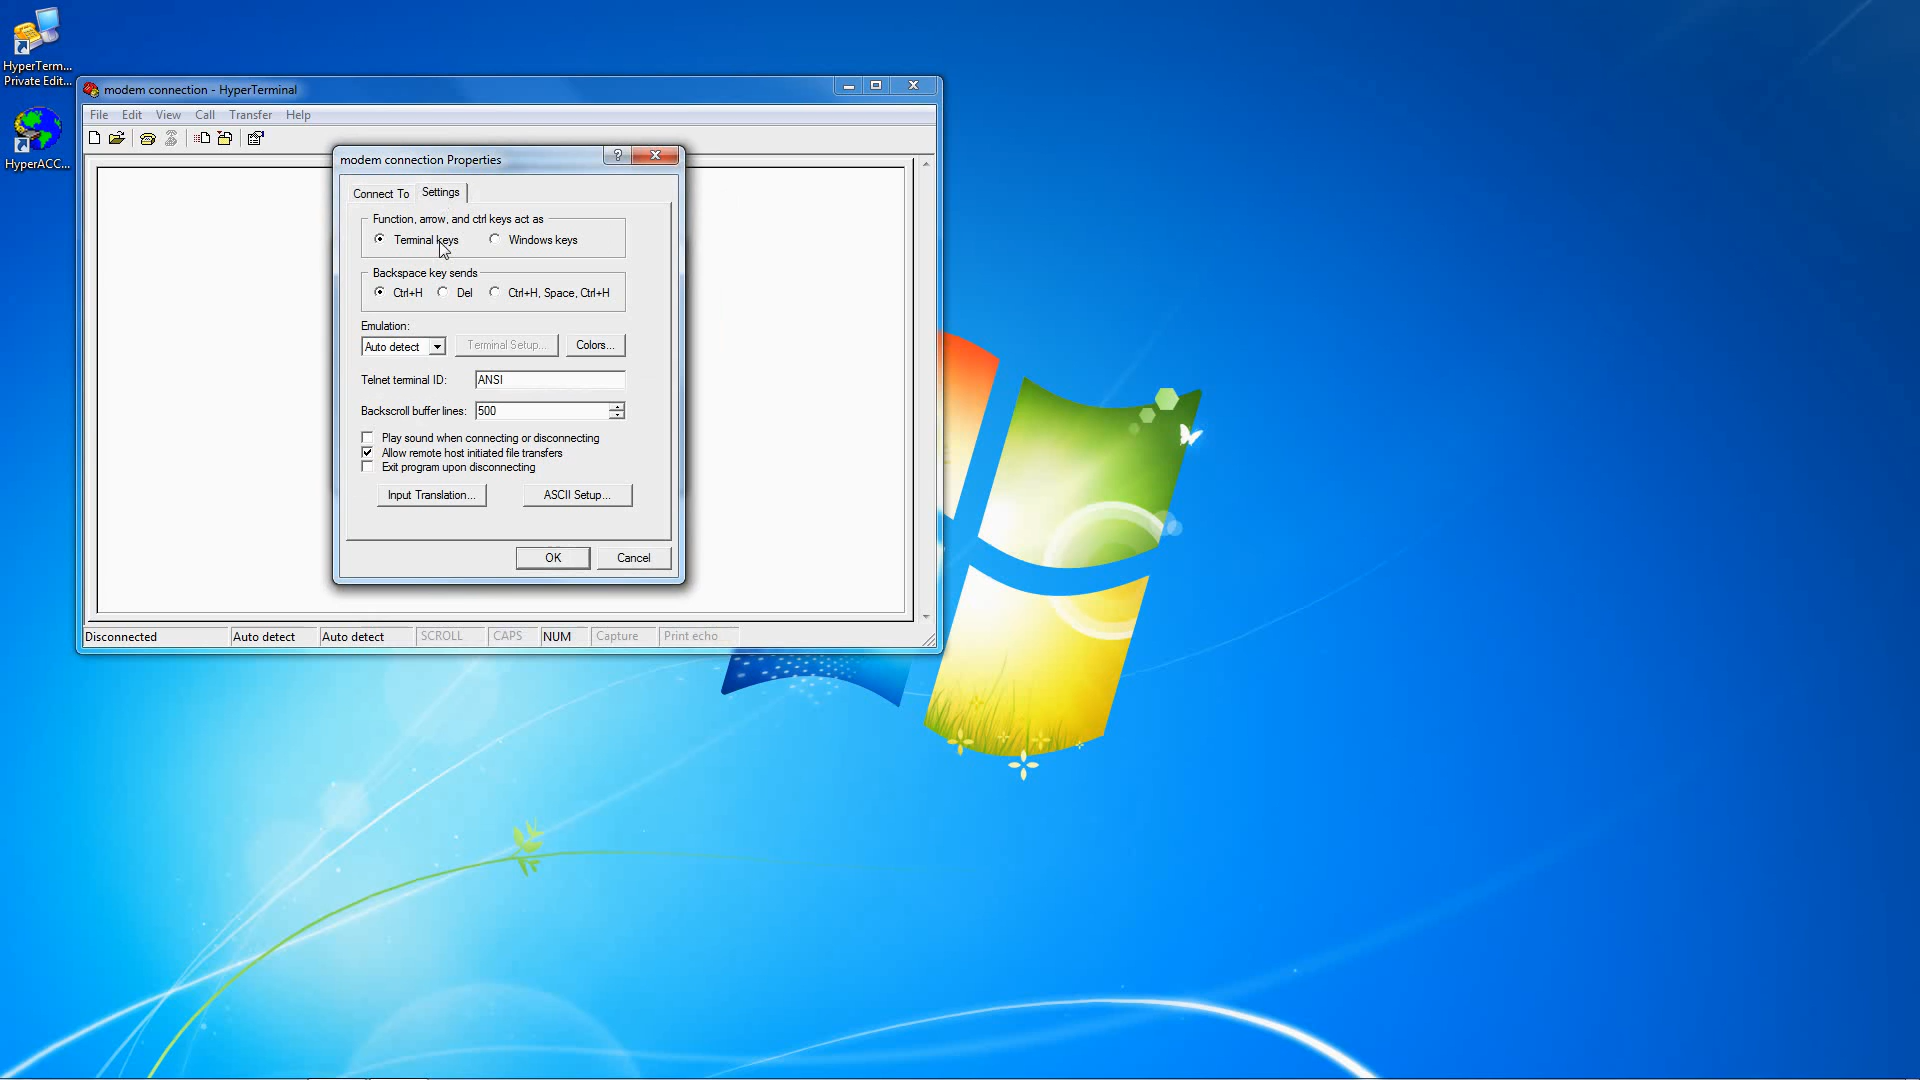 HyperTerm...
Private Edit...
HyperACC...
modem connection - HyperTerminal
File Edit View Call Transfer Help
modem connection Properties
?
Connect To Settings
Function, arrow, and ctrl keys act as
Terminal keys Windows keys
Backspace key sends
Ctrl+H Del Ctrl+H, Space, Ctrl+H
Emulation:
Auto detect Terminal Setup... Colors...
Telnet terminal ID: ANSI
Backscroll buffer lines: 500
Play sound when connecting or disconnecting
Allow remote host initiated file transfers
Exit program upon disconnecting
Input Translation... ASCII Setup...
OK Cancel
Disconnected Auto detect Auto detect SCROLL CAPS NUM Capture Print echo